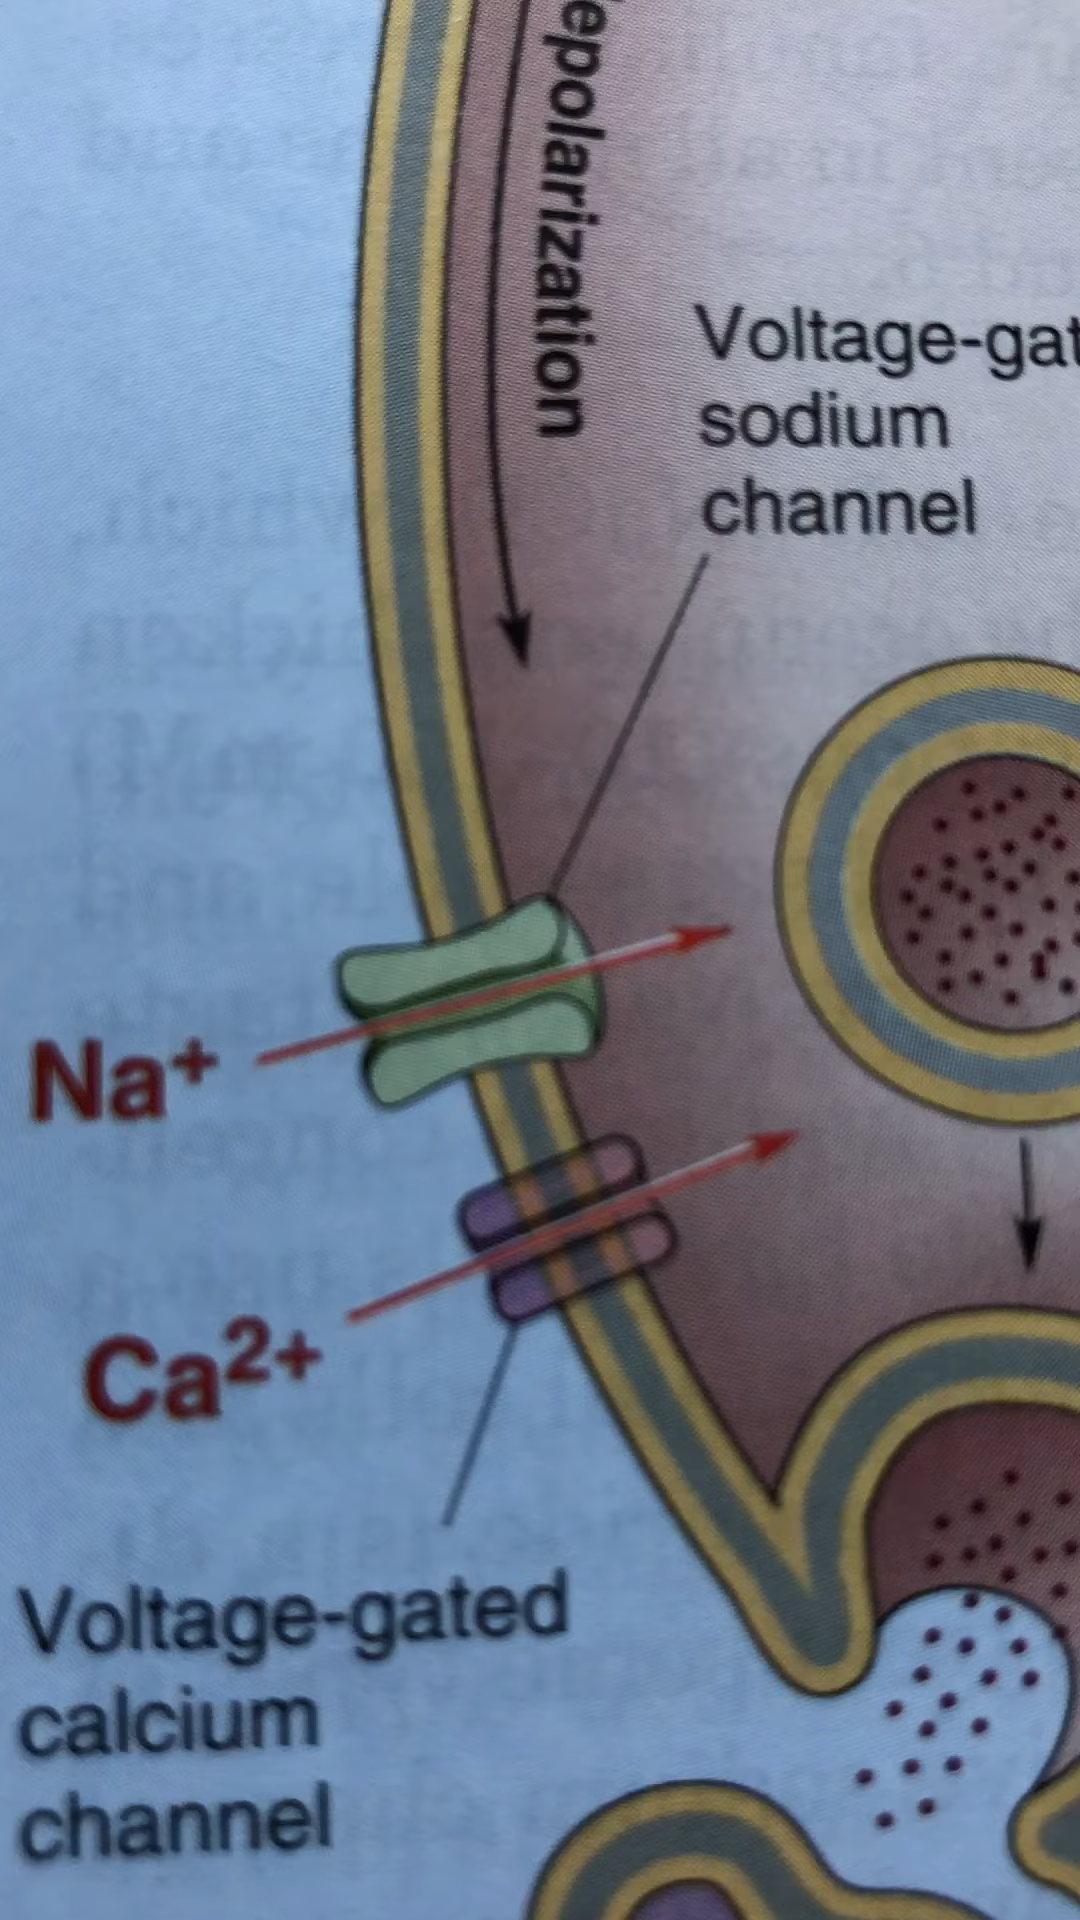 epolarization
Voltage-gat
sodium
channel
Na⁺
Ca²⁺
Voltage-gated
calcium
channel